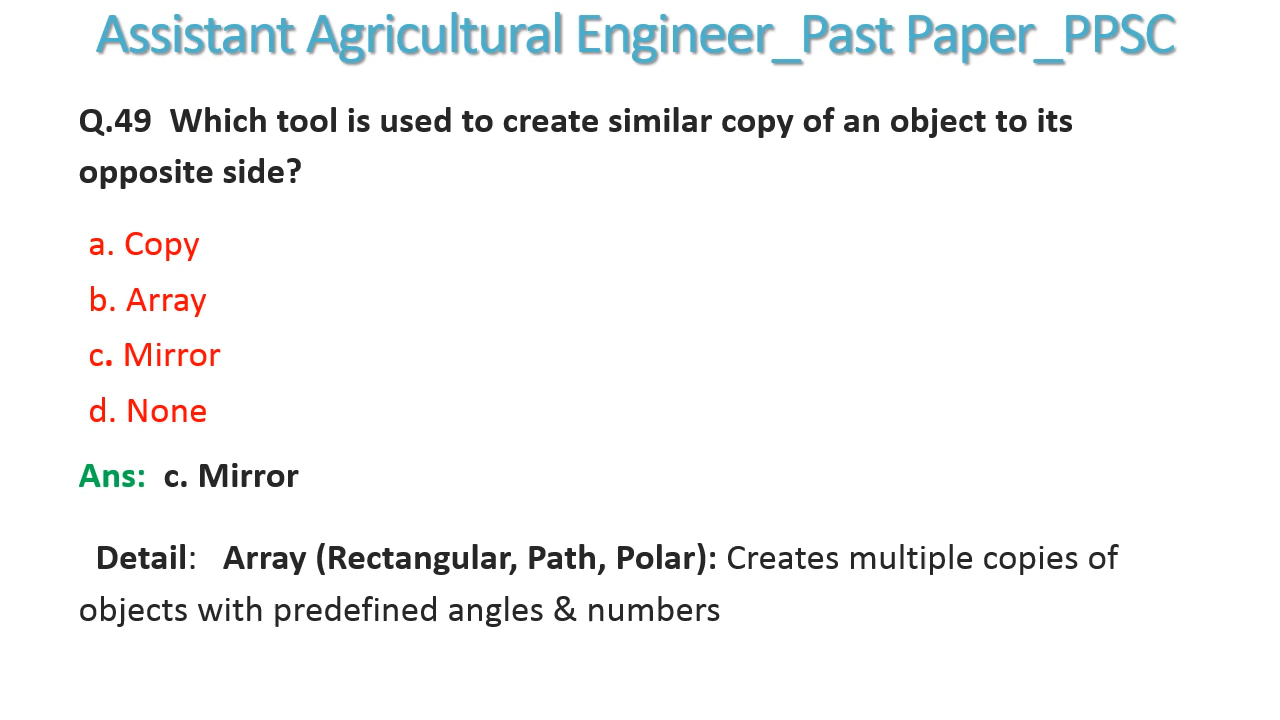 Assistant Agricultural Engineer_Past Paper_PPSC
Q.49 Which tool is used to create similar copy of an object to its
opposite side?
a. Copy
b. Array
c. Mirror
d. None
Ans: c. Mirror
Detail: Array (Rectangular, Path, Polar): Creates multiple copies of
objects with predefined angles & numbers